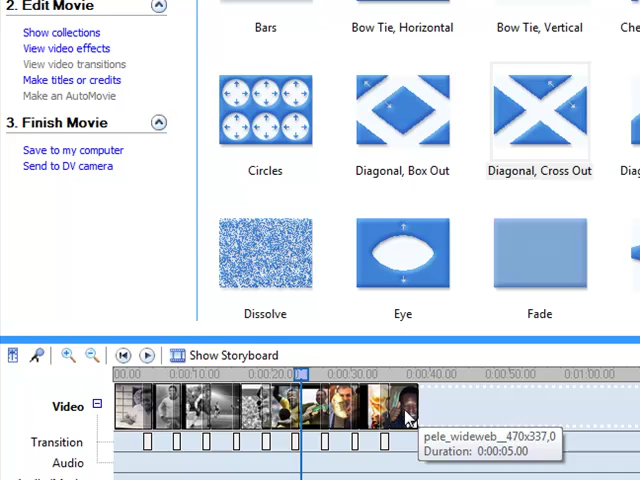 2. Edit Movie
Show collections
View video effects
View video transitions
Make titles or credits
Make an AutoMovie
3. Finish Movie
Save to my computer
Send to DV camera
Bars
Bow Tie, Horizontal
Bow Tie, Vertical
Circles
Diagonal, Box Out
Diagonal, Cross Out
Dissolve
Eye
Fade
Show Storyboard
00.00 0:00:10.00 0:00:20.0 0:00:30.00 0:00:40.00 0:00:50.00 0:01:00.00
Video
Transition
Audio
pele_wideweb__470x337,0
Duration: 0:00:05.00